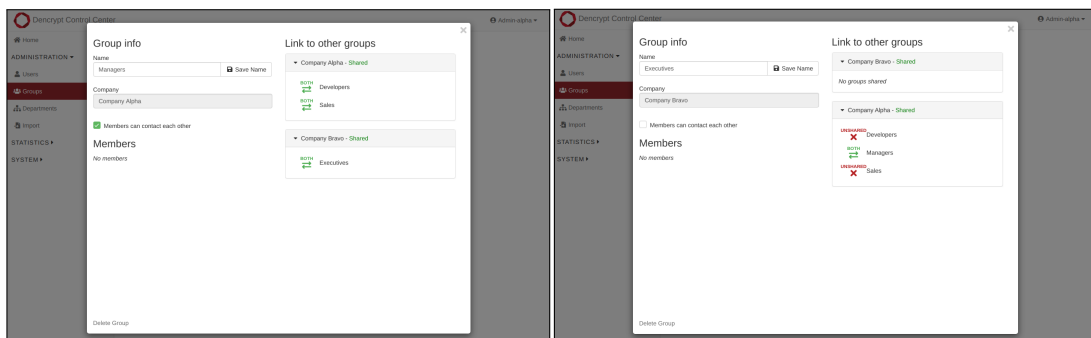 Dencrypt Control Center
Admin alpha
Home
ADMINISTRATION
Users
Groups
Departments
Import
STATISTICS
SYSTEM
×
Group info
Name
Managers
Save Name
Company
Company Alpha
Members can contact each other
Members
No members
Delete Group
Link to other groups
Company Alpha - Shared
BOTH
Developers
BOTH
Sales
Company Bravo - Shared
BOTH
Executives
Dencrypt Control Center
Admin alpha
Home
ADMINISTRATION
Users
Groups
Departments
Import
STATISTICS
SYSTEM
×
Group info
Name
Executives
Save Name
Company
Company Bravo
Members can contact each other
Members
No members
Delete Group
Link to other groups
Company Bravo - Shared
No groups shared
Company Alpha - Shared
UNSHARED
Developers
BOTH
Managers
UNSHARED
Sales